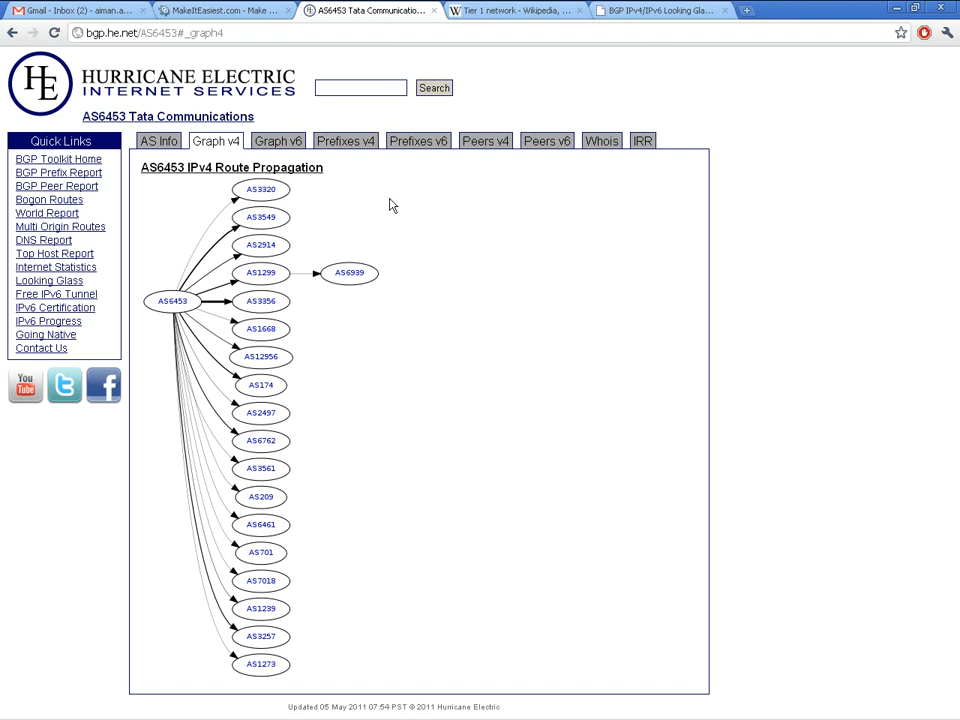 Gmail - Inbox (2) - aiman.a...
MakeItEasiest.com - Make ...
AS6453 Tata Communicatio...
Tier 1 network - Wikipedia, ...
BGP IPv4/IPv6 Looking Gla...
bgp.he.net/AS6453#_graph4
HE
HURRICANE ELECTRIC
INTERNET SERVICES
Search
AS6453 Tata Communications
Quick Links
BGP Toolkit Home
BGP Prefix Report
BGP Peer Report
Bogon Routes
World Report
Multi Origin Routes
DNS Report
Top Host Report
Internet Statistics
Looking Glass
Free IPv6 Tunnel
IPv6 Certification
IPv6 Progress
Going Native
Contact Us
You
Tube
AS Info
Graph v4
Graph v6
Prefixes v4
Prefixes v6
Peers v4
Peers v6
Whois
IRR
AS6453 IPv4 Route Propagation
AS3320
AS3549
AS2914
AS1299
AS6939
AS6453
AS3356
AS1668
AS12956
AS174
AS2497
AS6762
AS3561
AS209
AS6461
AS701
AS7018
AS1239
AS3257
AS1273
Updated 05 May 2011 07:54 PST © 2011 Hurricane Electric